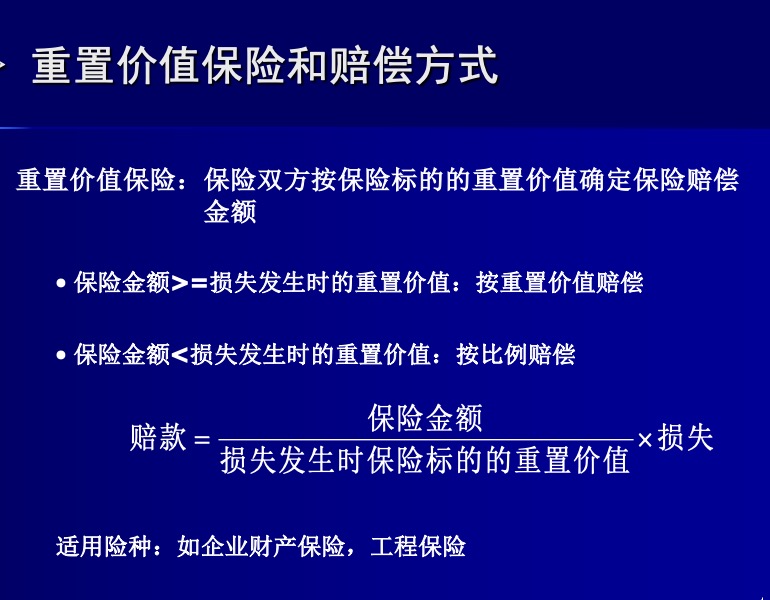 重置价值保险和赔偿方式
重置价值保险：保险双方按保险标的的重置价值确定保险赔偿
金额
• 保险金额>=损失发生时的重置价值：按重置价值赔偿
• 保险金额<损失发生时的重置价值：按比例赔偿
保险金额
赔款 = ———— ×损失
损失发生时保险标的的重置价值
适用险种：如企业财产保险，工程保险